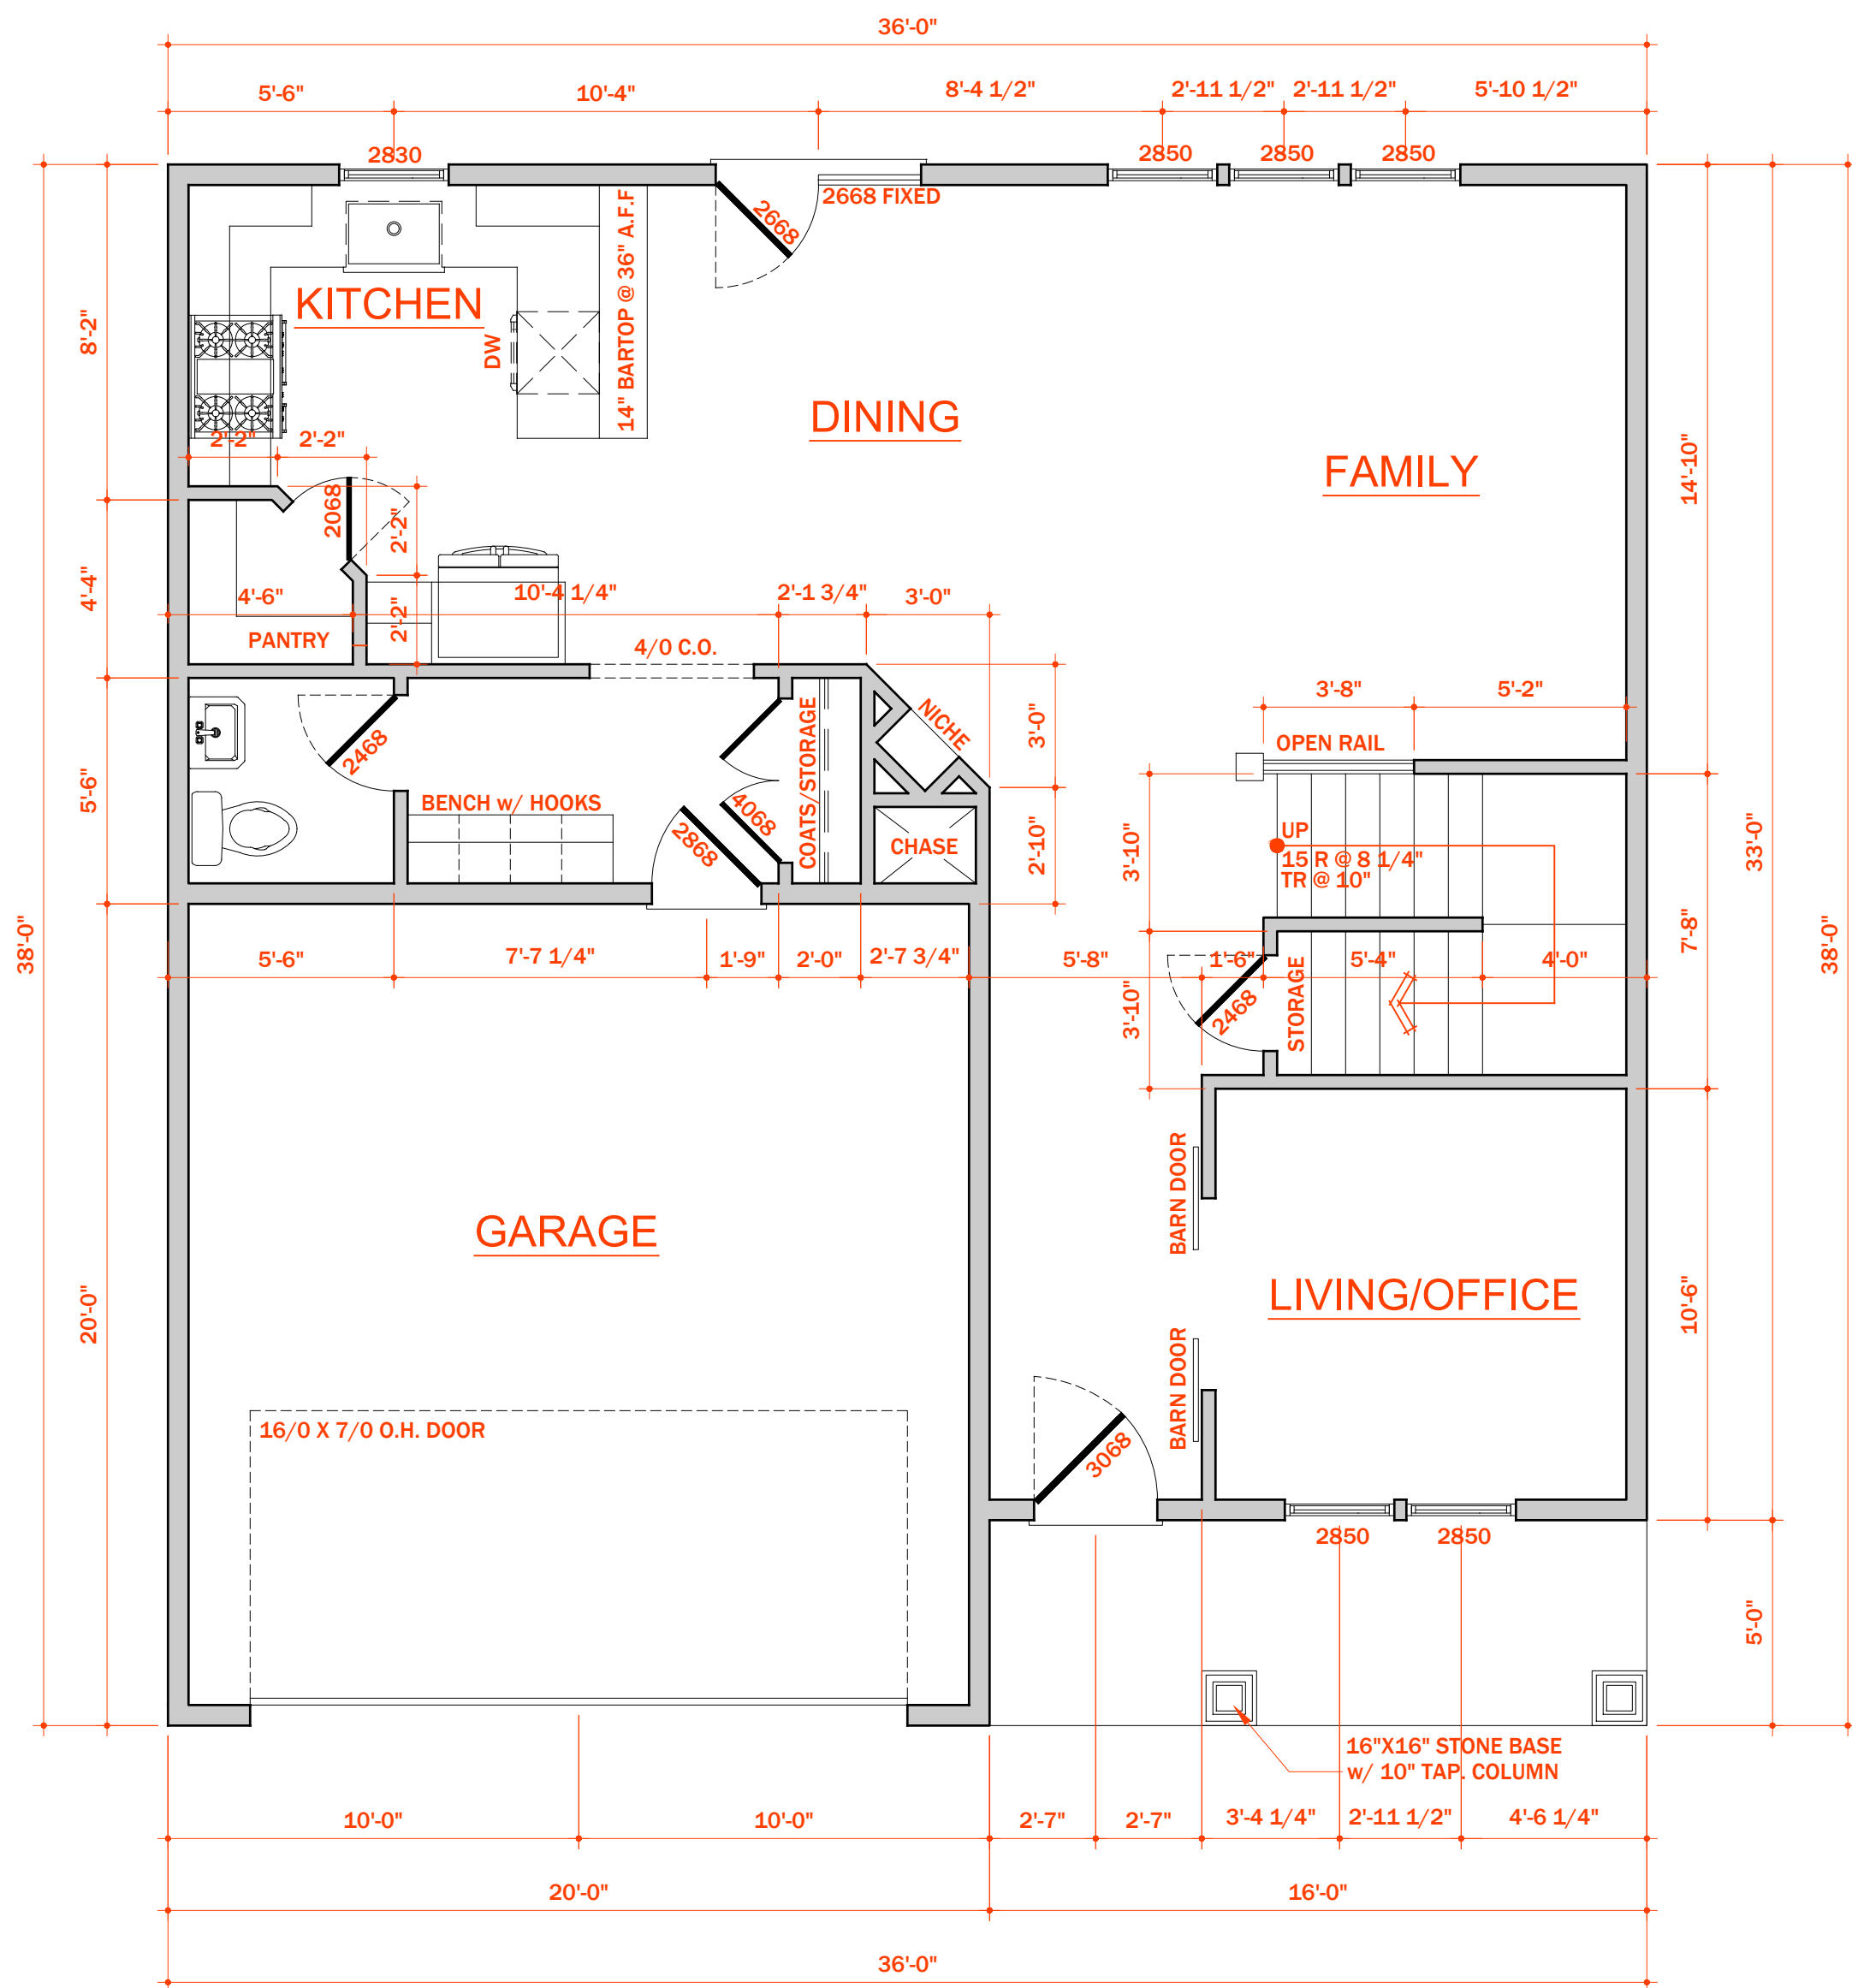 36'-0"
5'-6"
10'-4"
8'-4 1/2"
2'-11 1/2"
2'-11 1/2"
5'-10 1/2"
2830
2850
2850
2850
2668 FIXED
2668
14" BARTOP @ 36" A.F.F
KITCHEN
DW
DINING
FAMILY
8'-2"
14'-10"
2'-2"
2'-2"
2068
2'-2"
4'-4"
4'-6"
10'-4 1/4"
2'-1 3/4"
3'-0"
2'-2"
PANTRY
4/0 C.O.
3'-8"
5'-2"
NICHE
3'-0"
OPEN RAIL
2468
COATS/STORAGE
5'-6"
BENCH w/ HOOKS
4068
2868
CHASE
2'-10"
3'-10"
UP
15 R @ 8 1/4"
TR @ 10"
33'-0"
38'-0"
7'-8"
38'-0"
5'-6"
7'-7 1/4"
1'-9"
2'-0"
2'-7 3/4"
5'-8"
1'-6"
5'-4"
4'-0"
3'-10"
2468
STORAGE
BARN DOOR
GARAGE
LIVING/OFFICE
20'-0"
10'-6"
BARN DOOR
16/0 X 7/0 O.H. DOOR
3068
2850
2850
5'-0"
16"X16" STONE BASE
w/ 10" TAP. COLUMN
10'-0"
10'-0"
2'-7"
2'-7"
3'-4 1/4"
2'-11 1/2"
4'-6 1/4"
20'-0"
16'-0"
36'-0"